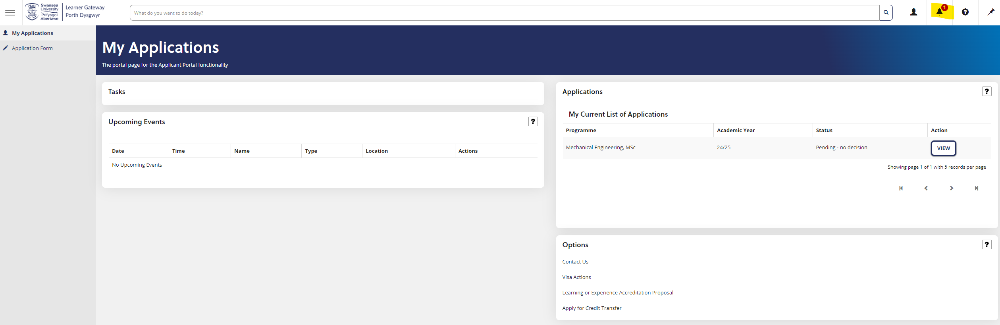 Swansea
University
Prifysgol
Abertawe
Learner Gateway
Porth Dysgwyr
What do you want to do today?
1
My Applications
Application Form
My Applications
The portal page for the Applicant Portal functionality
Tasks
Upcoming Events
?
Date Time Name Type Location Actions
No Upcoming Events
Applications
?
My Current List of Applications
Programme Academic Year Status Action
Mechanical Engineering, MSc 24/25 Pending - no decision VIEW
Showing page 1 of 1 with 5 records per page
Options
?
Contact Us
Visa Actions
Learning or Experience Accreditation Proposal
Apply for Credit Transfer